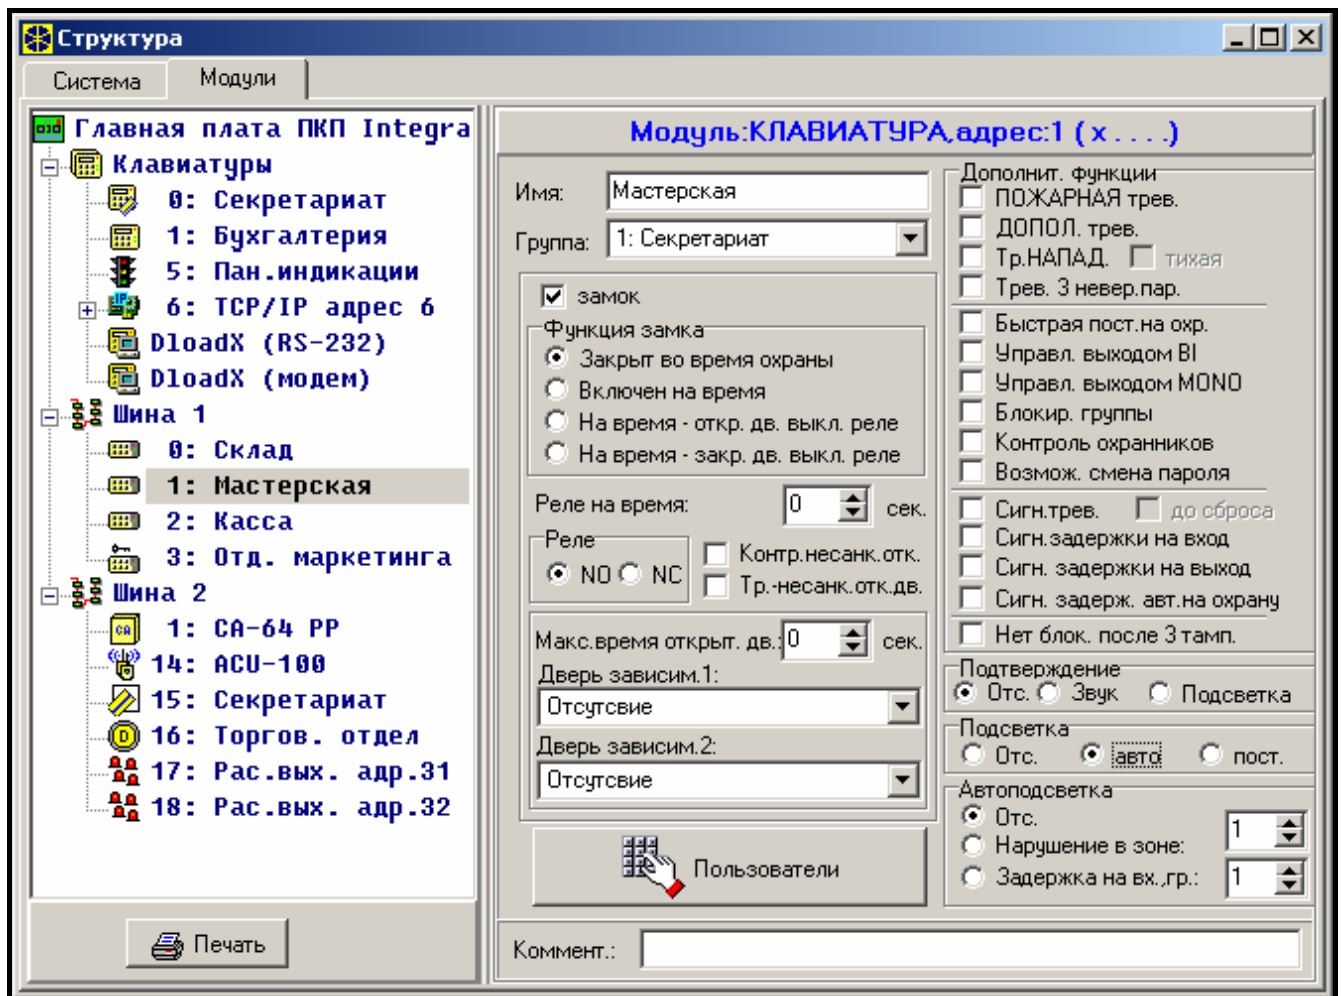 Структура
Система
Модули
Главная плата ПКП Integra
Клавиатуры
0: Секретариат
1: Бухгалтерия
5: Пан.индикации
6: TCP/IP адрес 6
DloadX (RS-232)
DloadX (модем)
Шина 1
0: Склад
1: Мастерская
2: Касса
3: Отд. маркетинга
Шина 2
1: CA-64 PP
14: ACU-100
15: Секретариат
16: Торгов. отдел
17: Рас.вых. адр.31
18: Рас.вых. адр.32
Печать
Модуль:КЛАВИАТУРА,адрес:1 ( x . . . .)
Имя: Мастерская
Группа: 1: Секретариат
замок
Функция замка
Закрыт во время охраны
Включен на время
На время - откр. дв. выкл. реле
На время - закр. дв. выкл. реле
Реле на время: 0 сек.
Реле
NO NC
Контр.несанк.отк.
Тр.-несанк.отк.дв.
Макс.время открыт. дв.: 0 сек.
Дверь зависим.1:
Отсутсвие
Дверь зависим.2:
Отсутсвие
Пользователи
Дополнит. функции
ПОЖАРНАЯ трев.
ДОПОЛ. трев.
Тр.НАПАД. тихая
Трев. 3 невер.пар.
Быстрая пост.на охр.
Управл. выходом BI
Управл. выходом MONO
Блокир. группы
Контроль охранников
Возмож. смена пароля
Сигн.трев. до сброса
Сигн.задержки на вход
Сигн. задержки на выход
Сигн. задерж. авт.на охрану
Нет блок. после 3 тамп.
Подтверждение
Отс. Звук Подсветка
Подсветка
Отс. авто пост.
Автоподсветка
Отс.
Нарушение в зоне: 1
Задержка на вх.,гр.: 1
Коммент.: